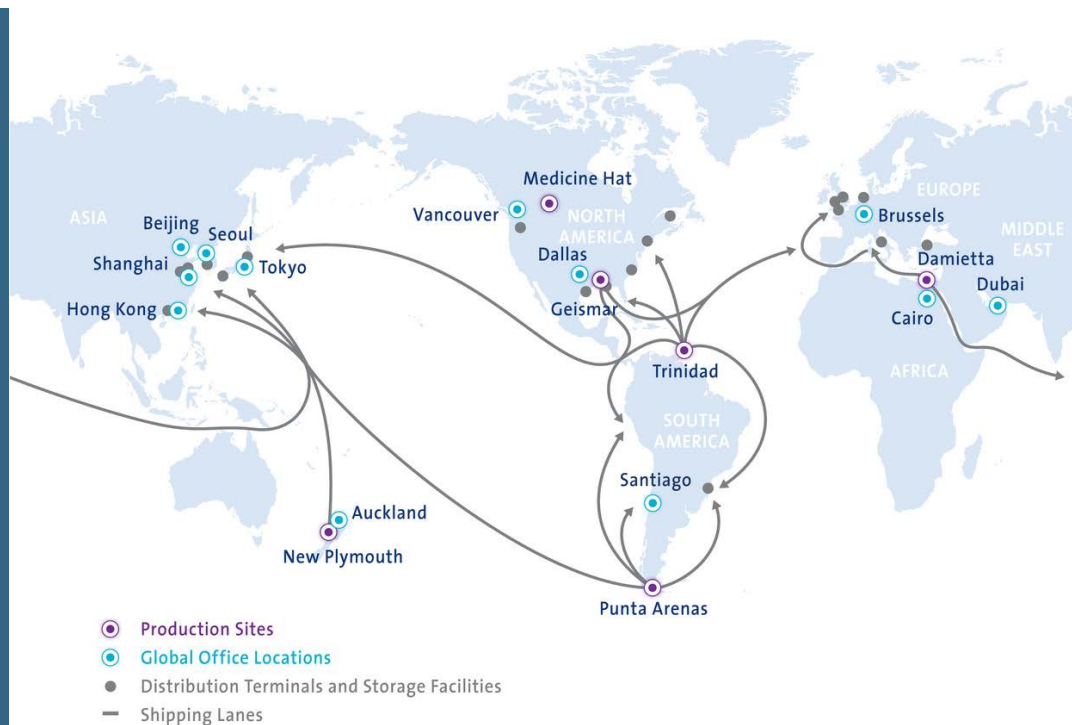 Medicine Hat
Vancouver
NORTH
AMERICA
EUROPE
Brussels
ASIA
Beijing
Seoul
MIDDLE
EAST
Shanghai
Tokyo
Dallas
Damietta
Dubai
Hong Kong
Geismar
Cairo
Trinidad
AFRICA
SOUTH
AMERICA
Santiago
Auckland
New Plymouth
Punta Arenas
Production Sites
Global Office Locations
Distribution Terminals and Storage Facilities
Shipping Lanes